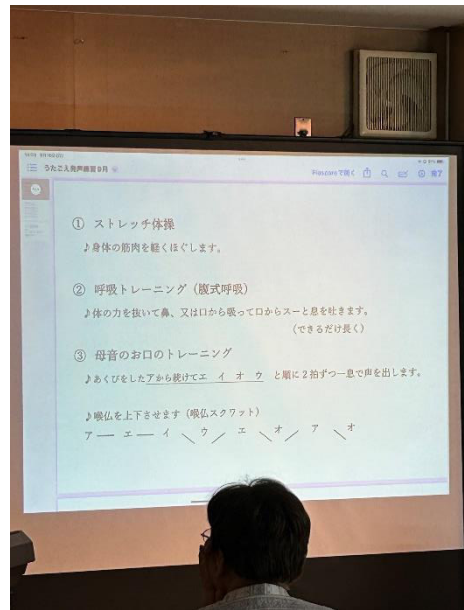 うたごえ発声練習9月
Piasparaで開く
完了
① ストレッチ体操
♪身体の筋肉を軽くほぐします。
② 呼吸トレーニング（腹式呼吸）
♪体の力を抜いて鼻、又は口から吸って口からスーと息を吐きます。
（できるだけ長く）
③ 母音のお口のトレーニング
♪あくびをしたアから続けてエ イ オ ウ と順に２拍ずつ一息で声を出します。
♪喉仏を上下させます（喉仏スクワット）
ア ― エ ― イ ＼ ウ ／ エ ＼ オ ／ ア ＼ オ